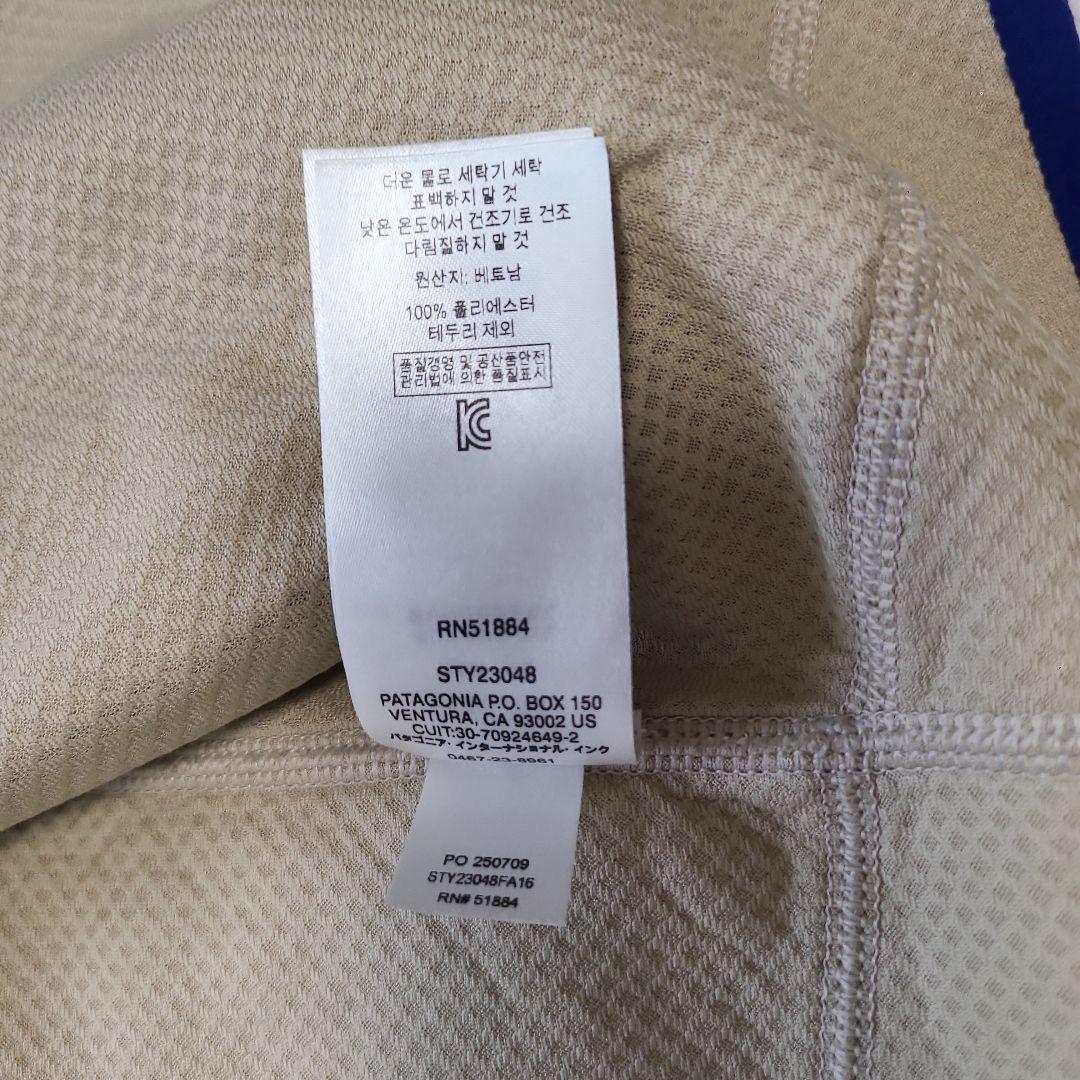 더운 물로 세탁기 세탁
표백하지 말 것
낮은 온도에서 건조기로 건조
다림질하지 말 것
원산지: 베트남
100% 폴리에스터
테두리 제외
품질경영 및 공산품안전
관리법에 의한 품질표시
KC
RN51884
STY23048
PATAGONIA P.O. BOX 150
VENTURA, CA 93002 US
CUIT:30-70924649-2
パタゴニア・インターナショナル・インク
0467-23-8961
PO 250709
STY23048FA16
RN# 51884